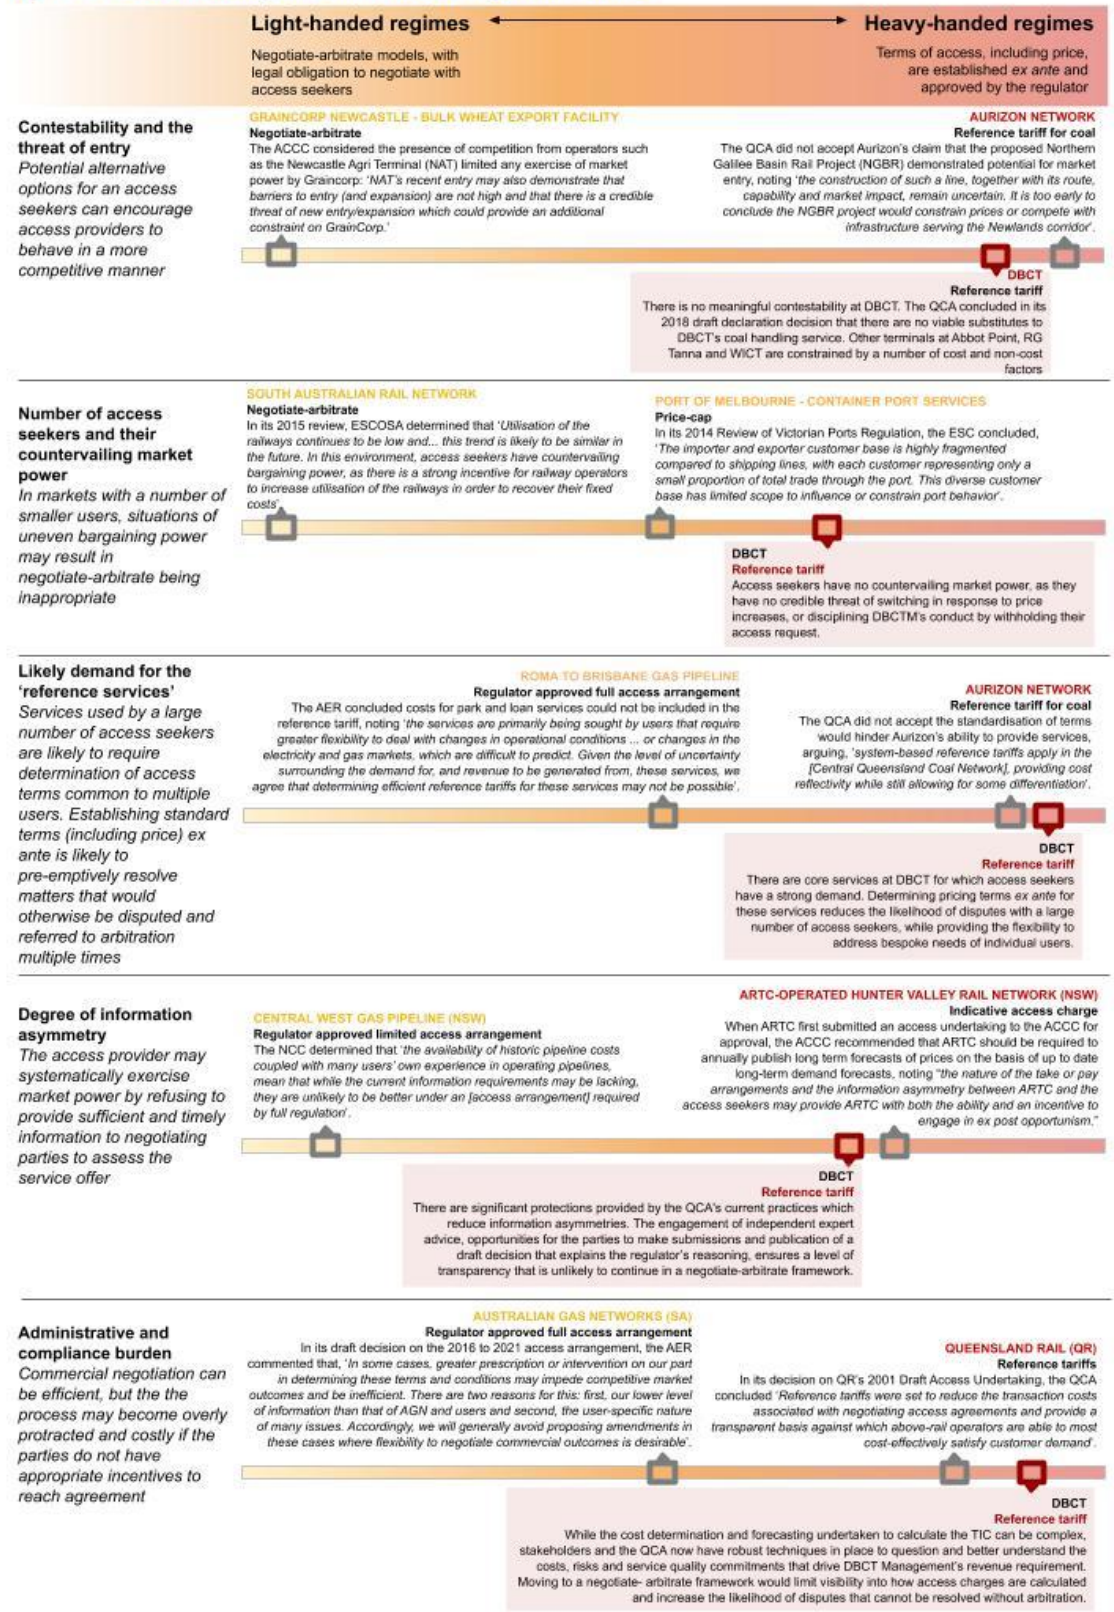 Light-handed regimes
Negotiate-arbitrate models, with
legal obligation to negotiate with
access seekers
Heavy-handed regimes
Terms of access, including price,
are established ex ante and
approved by the regulator
Contestability and the
threat of entry
Potential alternative
options for an access
seekers can encourage
access providers to
behave in a more
competitive manner
GRAINCORP NEWCASTLE - BULK WHEAT EXPORT FACILITY
Negotiate-arbitrate
The ACCC considered the presence of competition from operators such
as the Newcastle Agri Terminal (NAT) limited any exercise of market
power by Graincorp: 'NAT's recent entry may also demonstrate that
barriers to entry (and expansion) are not high and that there is a credible
threat of new entry/expansion which could provide an additional
constraint on GrainCorp.'
AURIZON NETWORK
Reference tariff for coal
The QCA did not accept Aurizon's claim that the proposed Northern
Galilee Basin Rail Project (NGBR) demonstrated potential for market
entry, noting 'the construction of such a line, together with its route,
capability and market impact, remain uncertain. It is too early to
conclude the NGBR project would constrain prices or compete with
infrastructure serving the Newlands corridor'.
DBCT
Reference tariff
There is no meaningful contestability at DBCT. The QCA concluded in its
2018 draft declaration decision that there are no viable substitutes to
DBCT's coal handling service. Other terminals at Abbot Point, RG
Tanna and WICT are constrained by a number of cost and non-cost
factors
Number of access
seekers and their
countervailing market
power
In markets with a number of
smaller users, situations of
uneven bargaining power
may result in
negotiate-arbitrate being
inappropriate
SOUTH AUSTRALIAN RAIL NETWORK
Negotiate-arbitrate
In its 2015 review, ESCOSA determined that 'Utilisation of the
railways continues to be low and... this trend is likely to be similar in
the future. In this environment, access seekers have countervailing
bargaining power, as there is a strong incentive for railway operators
to increase utilisation of the railways in order to recover their fixed
costs'.
PORT OF MELBOURNE - CONTAINER PORT SERVICES
Price-cap
In its 2014 Review of Victorian Ports Regulation, the ESC concluded,
'The importer and exporter customer base is highly fragmented
compared to shipping lines, with each customer representing only a
small proportion of total trade through the port. This diverse customer
base has limited scope to influence or constrain port behavior'.
DBCT
Reference tariff
Access seekers have no countervailing market power, as they
have no credible threat of switching in response to price
increases, or disciplining DBCTM's conduct by withholding their
access request.
Likely demand for the
'reference services'
Services used by a large
number of access seekers
are likely to require
determination of access
terms common to multiple
users. Establishing standard
terms (including price) ex
ante is likely to
pre-emptively resolve
matters that would
otherwise be disputed and
referred to arbitration
multiple times
ROMA TO BRISBANE GAS PIPELINE
Regulator approved full access arrangement
The AER concluded costs for park and loan services could not be included in the
reference tariff, noting 'the services are primarily being sought by users that require
greater flexibility to deal with changes in operational conditions ... or changes in the
electricity and gas markets, which are difficult to predict. Given the level of uncertainty
surrounding the demand for, and revenue to be generated from, these services, we
agree that determining efficient reference tariffs for these services may not be possible'.
AURIZON NETWORK
Reference tariff for coal
The QCA did not accept the standardisation of terms
would hinder Aurizon's ability to provide services,
arguing, 'system-based reference tariffs apply in the
[Central Queensland Coal Network], providing cost
reflectivity while still allowing for some differentiation'.
DBCT
Reference tariff
There are core services at DBCT for which access seekers
have a strong demand. Determining pricing terms ex ante for
these services reduces the likelihood of disputes with a large
number of access seekers, while providing the flexibility to
address bespoke needs of individual users.
Degree of information
asymmetry
The access provider may
systematically exercise
market power by refusing to
provide sufficient and timely
information to negotiating
parties to assess the
service offer
CENTRAL WEST GAS PIPELINE (NSW)
Regulator approved limited access arrangement
The NCC determined that 'the availability of historic pipeline costs
coupled with many users' own experience in operating pipelines,
mean that while the current information requirements may be lacking,
they are unlikely to be better under an [access arrangement] required
by full regulation'.
ARTC-OPERATED HUNTER VALLEY RAIL NETWORK (NSW)
Indicative access charge
When ARTC first submitted an access undertaking to the ACCC for
approval, the ACCC recommended that ARTC should be required to
annually publish long term forecasts of prices on the basis of up to date
long-term demand forecasts, noting "the nature of the take or pay
arrangements and the information asymmetry between ARTC and the
access seekers may provide ARTC with both the ability and an incentive to
engage in ex post opportunism."
DBCT
Reference tariff
There are significant protections provided by the QCA's current practices which
reduce information asymmetries. The engagement of independent expert
advice, opportunities for the parties to make submissions and publication of a
draft decision that explains the regulator's reasoning, ensures a level of
transparency that is unlikely to continue in a negotiate-arbitrate framework.
Administrative and
compliance burden
Commercial negotiation can
be efficient, but the the
process may become overly
protracted and costly if the
parties do not have
appropriate incentives to
reach agreement
AUSTRALIAN GAS NETWORKS (SA)
Regulator approved full access arrangement
In its draft decision on the 2016 to 2021 access arrangement, the AER
commented that, 'In some cases, greater prescription or intervention on our part
in determining these terms and conditions may impede competitive market
outcomes and be inefficient. There are two reasons for this: first, our lower level
of information than that of AGN and users and second, the user-specific nature
of many issues. Accordingly, we will generally avoid proposing amendments in
these cases where flexibility to negotiate commercial outcomes is desirable'.
QUEENSLAND RAIL (QR)
Reference tariffs
In its decision on QR's 2001 Draft Access Undertaking, the QCA
concluded 'Reference tariffs were set to reduce the transaction costs
associated with negotiating access agreements and provide a
transparent basis against which above-rail operators are able to most
cost-effectively satisfy customer demand'.
DBCT
Reference tariff
While the cost determination and forecasting undertaken to calculate the TIC can be complex,
stakeholders and the QCA now have robust techniques in place to question and better understand the
costs, risks and service quality commitments that drive DBCT Management's revenue requirement.
Moving to a negotiate- arbitrate framework would limit visibility into how access charges are calculated
and increase the likelihood of disputes that cannot be resolved without arbitration.